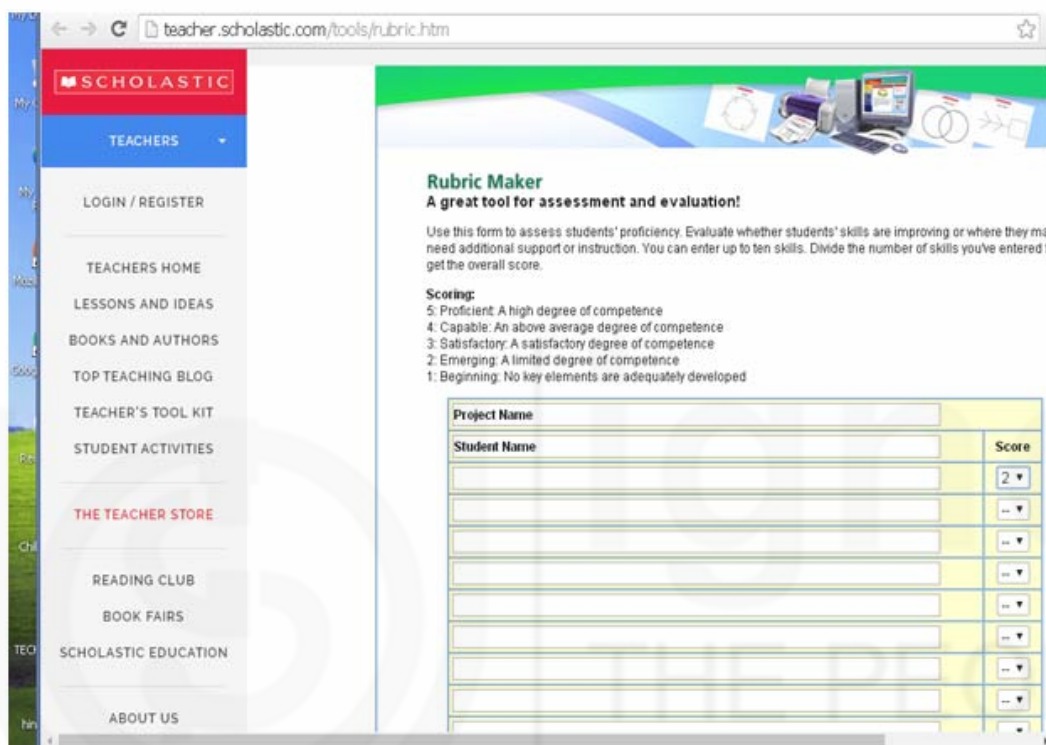 teacher.scholastic.com/tools/rubric.htm
SCHOLASTIC
TEACHERS
LOGIN / REGISTER
TEACHERS HOME
LESSONS AND IDEAS
BOOKS AND AUTHORS
TOP TEACHING BLOG
TEACHER'S TOOL KIT
STUDENT ACTIVITIES
THE TEACHER STORE
READING CLUB
BOOK FAIRS
SCHOLASTIC EDUCATION
ABOUT US
Rubric Maker
A great tool for assessment and evaluation!
Use this form to assess students' proficiency. Evaluate whether students' skills are improving or where they ma
need additional support or instruction. You can enter up to ten skills. Divide the number of skills you've entered
get the overall score.
Scoring:
5: Proficient: A high degree of competence
4: Capable: An above average degree of competence
3: Satisfactory: A satisfactory degree of competence
2: Emerging: A limited degree of competence
1: Beginning: No key elements are adequately developed
Project Name
Student Name Score
2
--
--
--
--
--
--
--
THE PEO